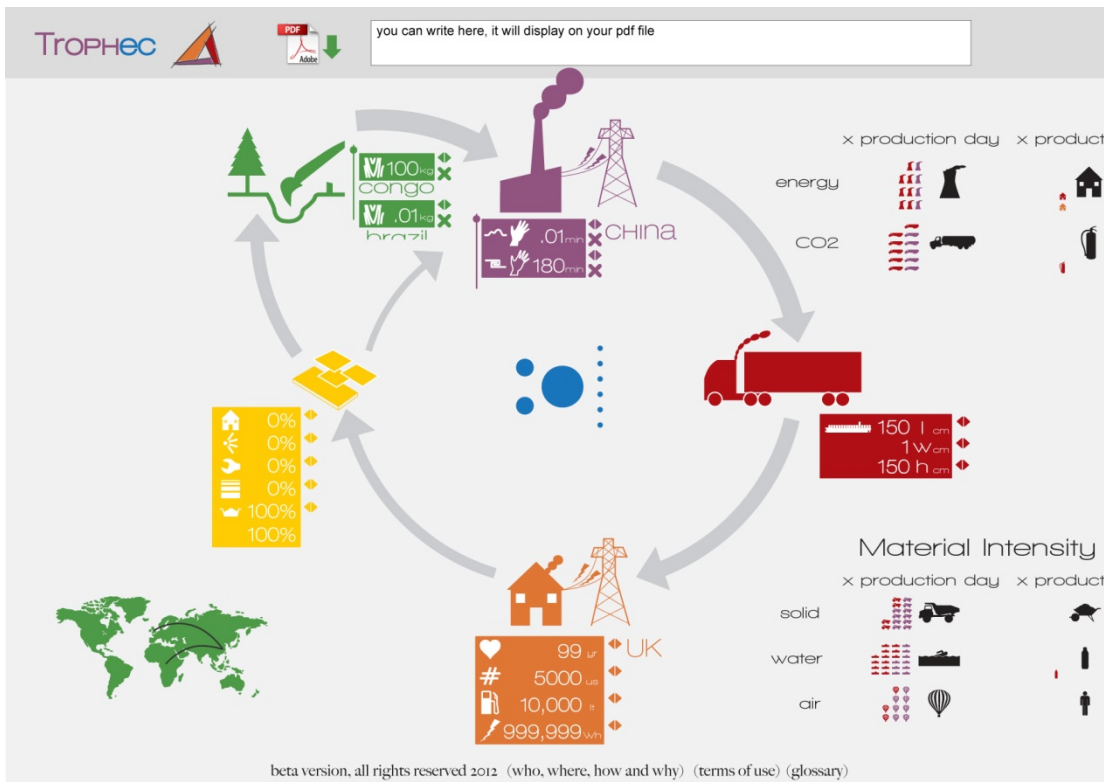 TROPHEC
PDF
Adobe
you can write here, it will display on your pdf file
100kg
congo
.01kg
brazil
.01min
180min
CHINA
x production day x product
energy
CO2
0%
0%
0%
0%
100%
100%
150 l cm
1 w cm
150 h cm
99 yr
UK
# 5000 us
10,000 lt
999,999 wh
Material Intensity
x production day x product
solid
water
air
beta version, all rights reserved 2012 (who, where, how and why) (terms of use) (glossary)